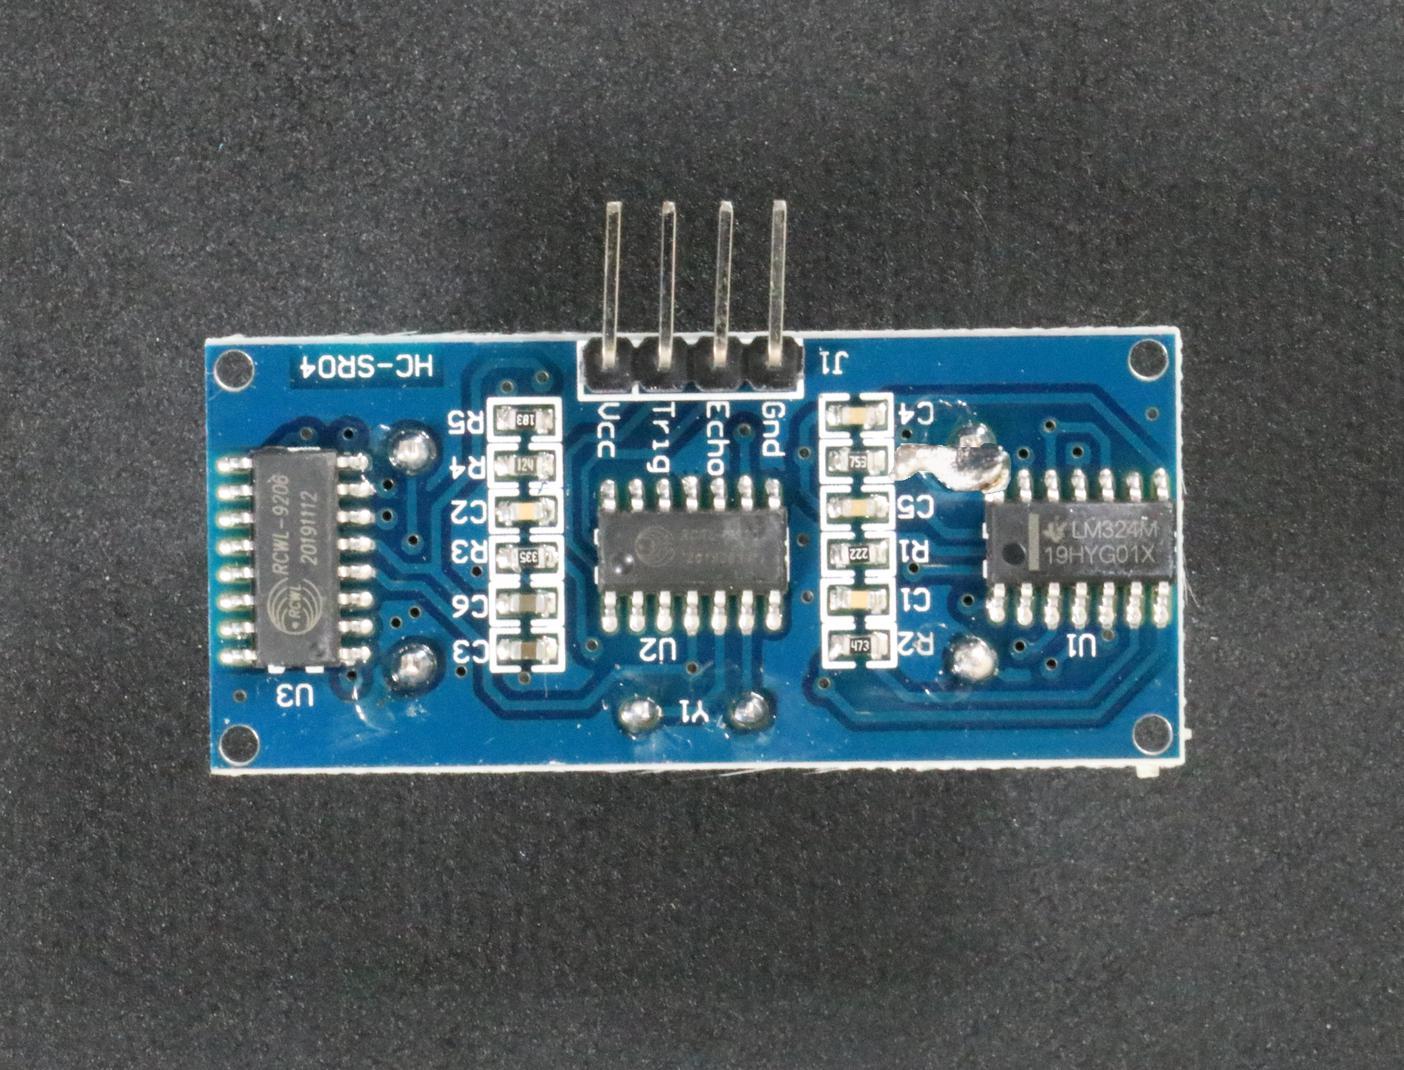 HC-SR04
J1
Vcc
Trig
Echo
Gnd
R5
183
R4
124
C2
R3
335
C6
C3
C4
753
C5
R1
222
C1
R2
473
RCWL-9206
20191112
RCWL
U3
U2
Y1
LM324M
19HYG01X
U1